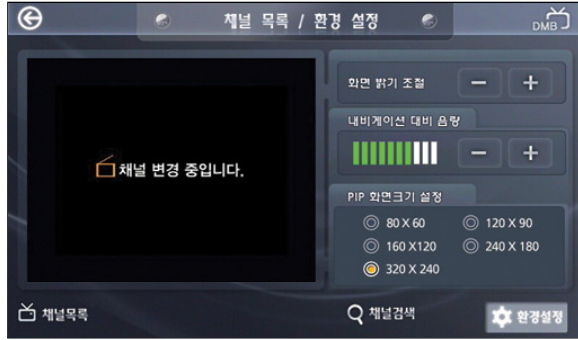 채널 목록 / 환경 설정
DMB
화면 밝기 조절
내비게이션 대비 음량
채널 변경 중입니다.
PIP 화면크기 설정
80 X 60
120 X 90
160 X120
240 X 180
320 X 240
채널목록
채널검색
환경설정